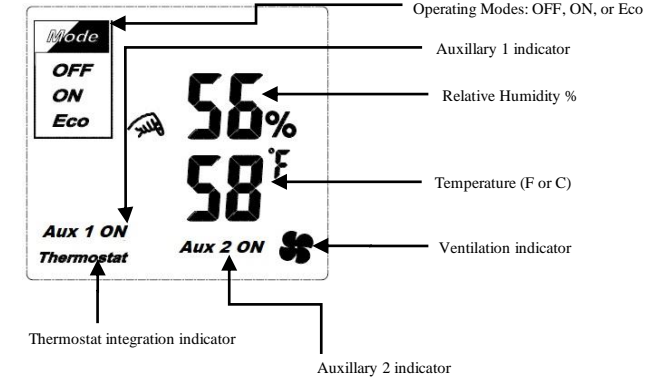 Operating Modes: OFF, ON, or Eco
Mode
OFF
ON
Eco
Auxillary 1 indicator
56%
Relative Humidity %
58°F
Temperature (F or C)
Aux 1 ON
Thermostat
Aux 2 ON
Ventilation indicator
Thermostat integration indicator
Auxillary 2 indicator